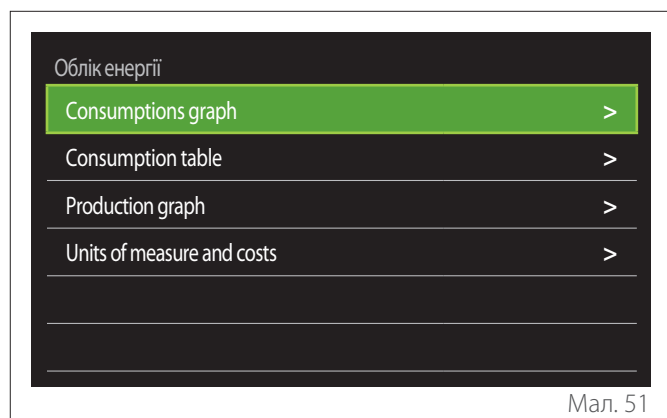 Облік енергії
Consumptions graph >
Consumption table >
Production graph >
Units of measure and costs >
Мал. 51